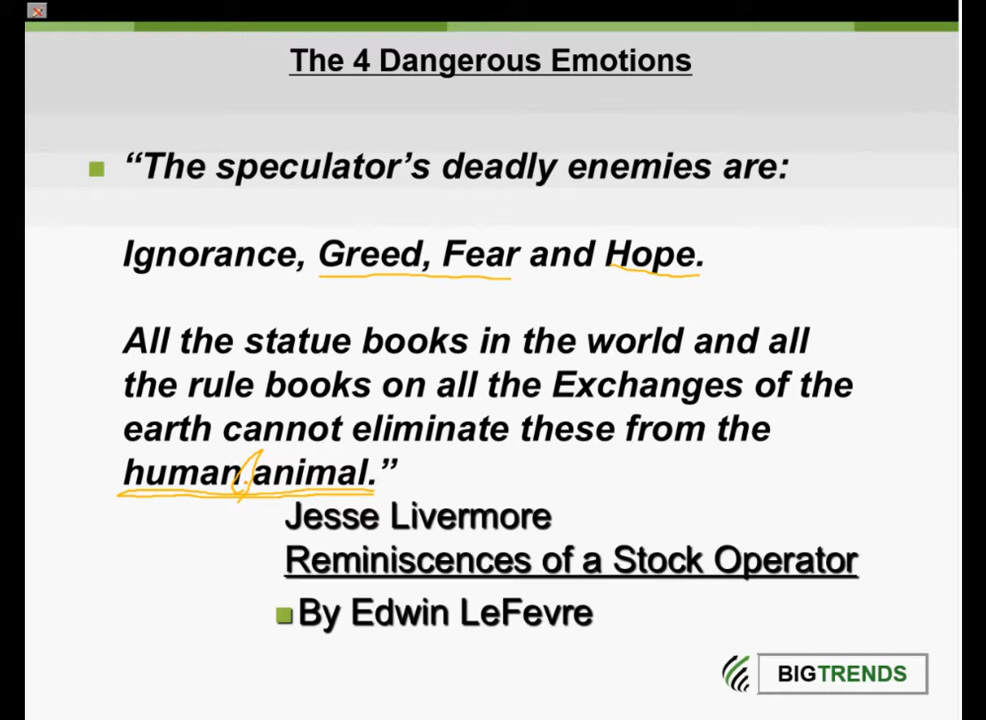 The 4 Dangerous Emotions
“The speculator’s deadly enemies are:
Ignorance, Greed, Fear and Hope.
All the statue books in the world and all
the rule books on all the Exchanges of the
earth cannot eliminate these from the
human animal.”
Jesse Livermore
Reminiscences of a Stock Operator
By Edwin LeFevre
BIGTRENDS